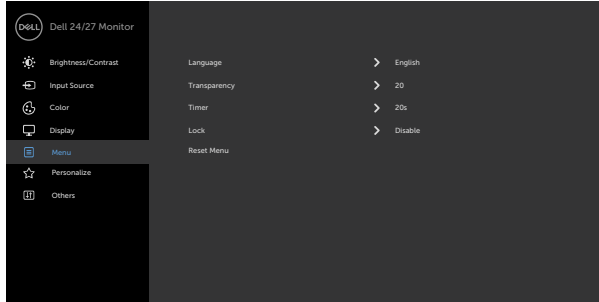 DELL Dell 24/27 Monitor
Brightness/Contrast Language English
Input Source Transparency 20
Color Timer 20s
Display Lock Disable
Menu Reset Menu
Personalize
Others